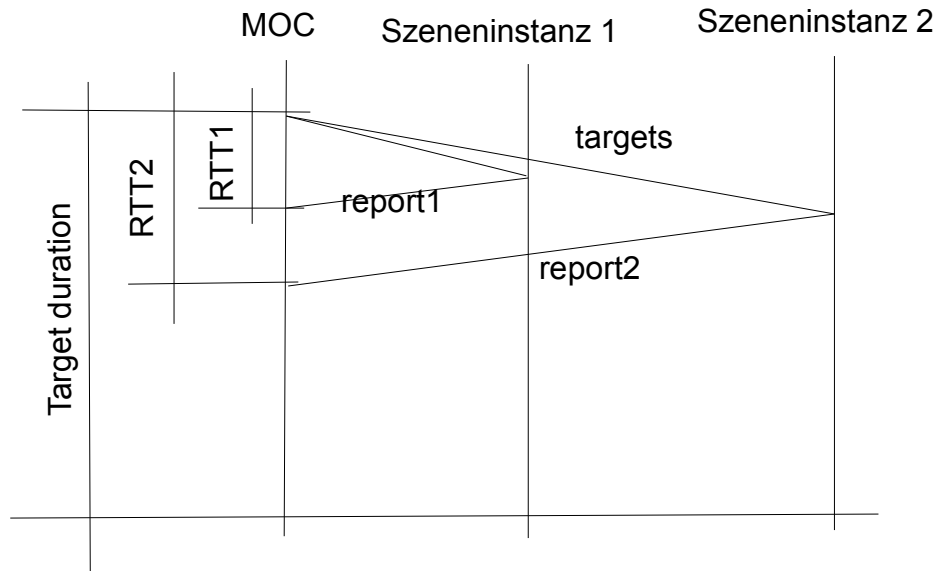 MOC
Szeneninstanz 1
Szeneninstanz 2
targets
RTT1
RTT2
report1
report2
Target duration